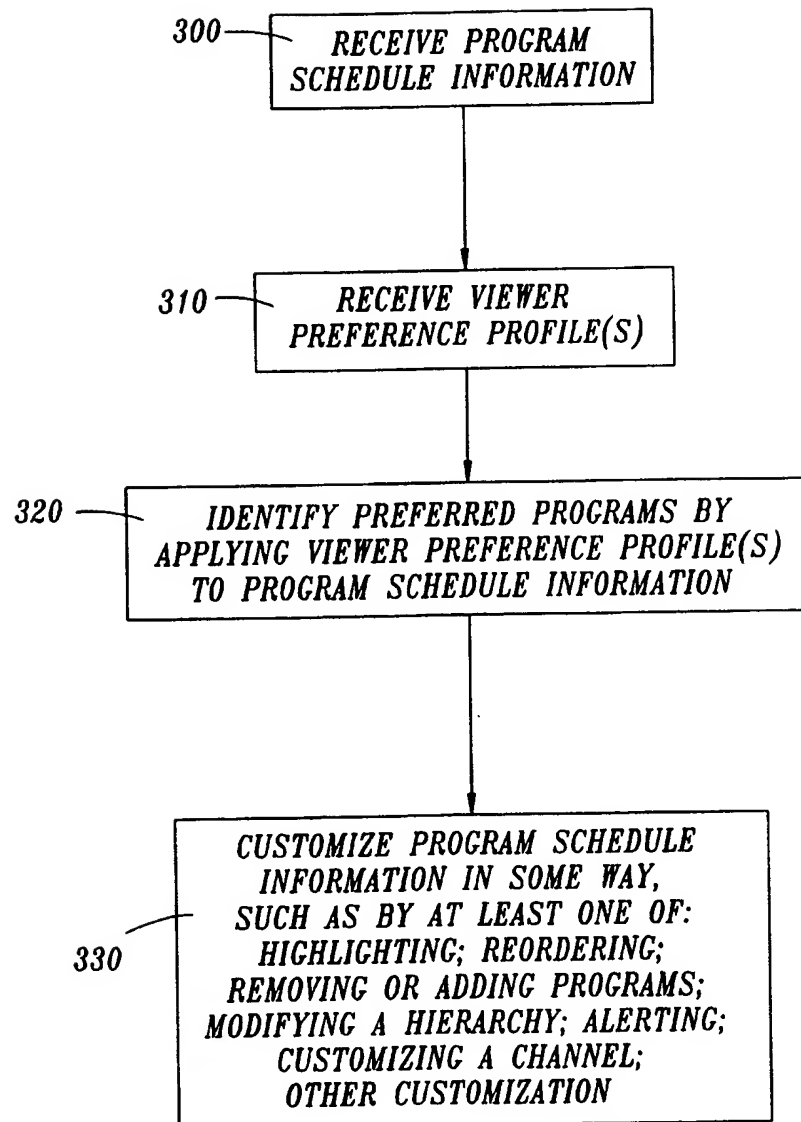 300
RECEIVE PROGRAM
SCHEDULE INFORMATION
310
RECEIVE VIEWER
PREFERENCE PROFILE(S)
320
IDENTIFY PREFERRED PROGRAMS BY
APPLYING VIEWER PREFERENCE PROFILE(S)
TO PROGRAM SCHEDULE INFORMATION
330
CUSTOMIZE PROGRAM SCHEDULE
INFORMATION IN SOME WAY,
SUCH AS BY AT LEAST ONE OF:
HIGHLIGHTING; REORDERING;
REMOVING OR ADDING PROGRAMS;
MODIFYING A HIERARCHY; ALERTING;
CUSTOMIZING A CHANNEL;
OTHER CUSTOMIZATION